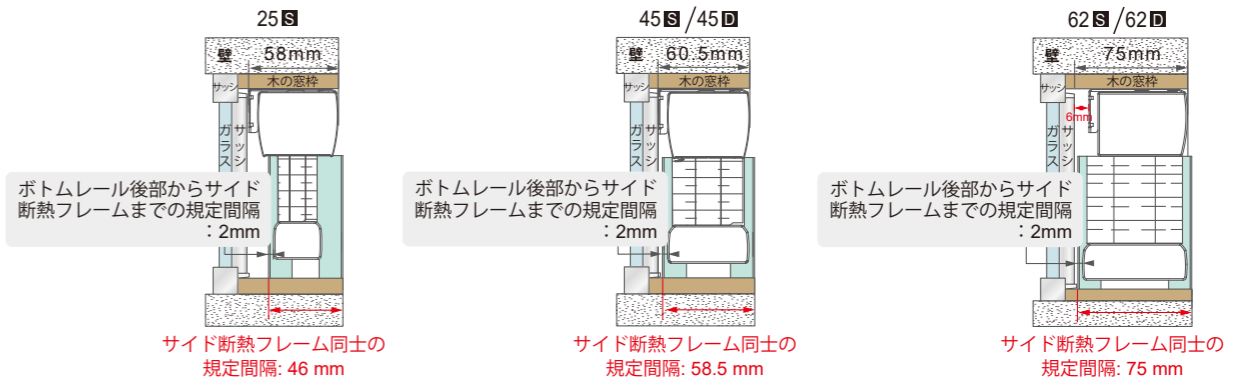 25 S
壁 58mm
木の窓枠
サッシ
サッシ
ガラス
ボトムレール後部からサイド
断熱フレームまでの規定間隔
：2mm
サイド断熱フレーム同士の
規定間隔: 46 mm
45 S /45 D
壁 60.5mm
木の窓枠
サッシ
サッシ
ガラス
ボトムレール後部からサイド
断熱フレームまでの規定間隔
：2mm
サイド断熱フレーム同士の
規定間隔: 58.5 mm
62 S /62 D
壁 75mm
木の窓枠
サッシ
6mm
サッシ
ガラス
ボトムレール後部からサイド
断熱フレームまでの規定間隔
：2mm
サイド断熱フレーム同士の
規定間隔: 75 mm